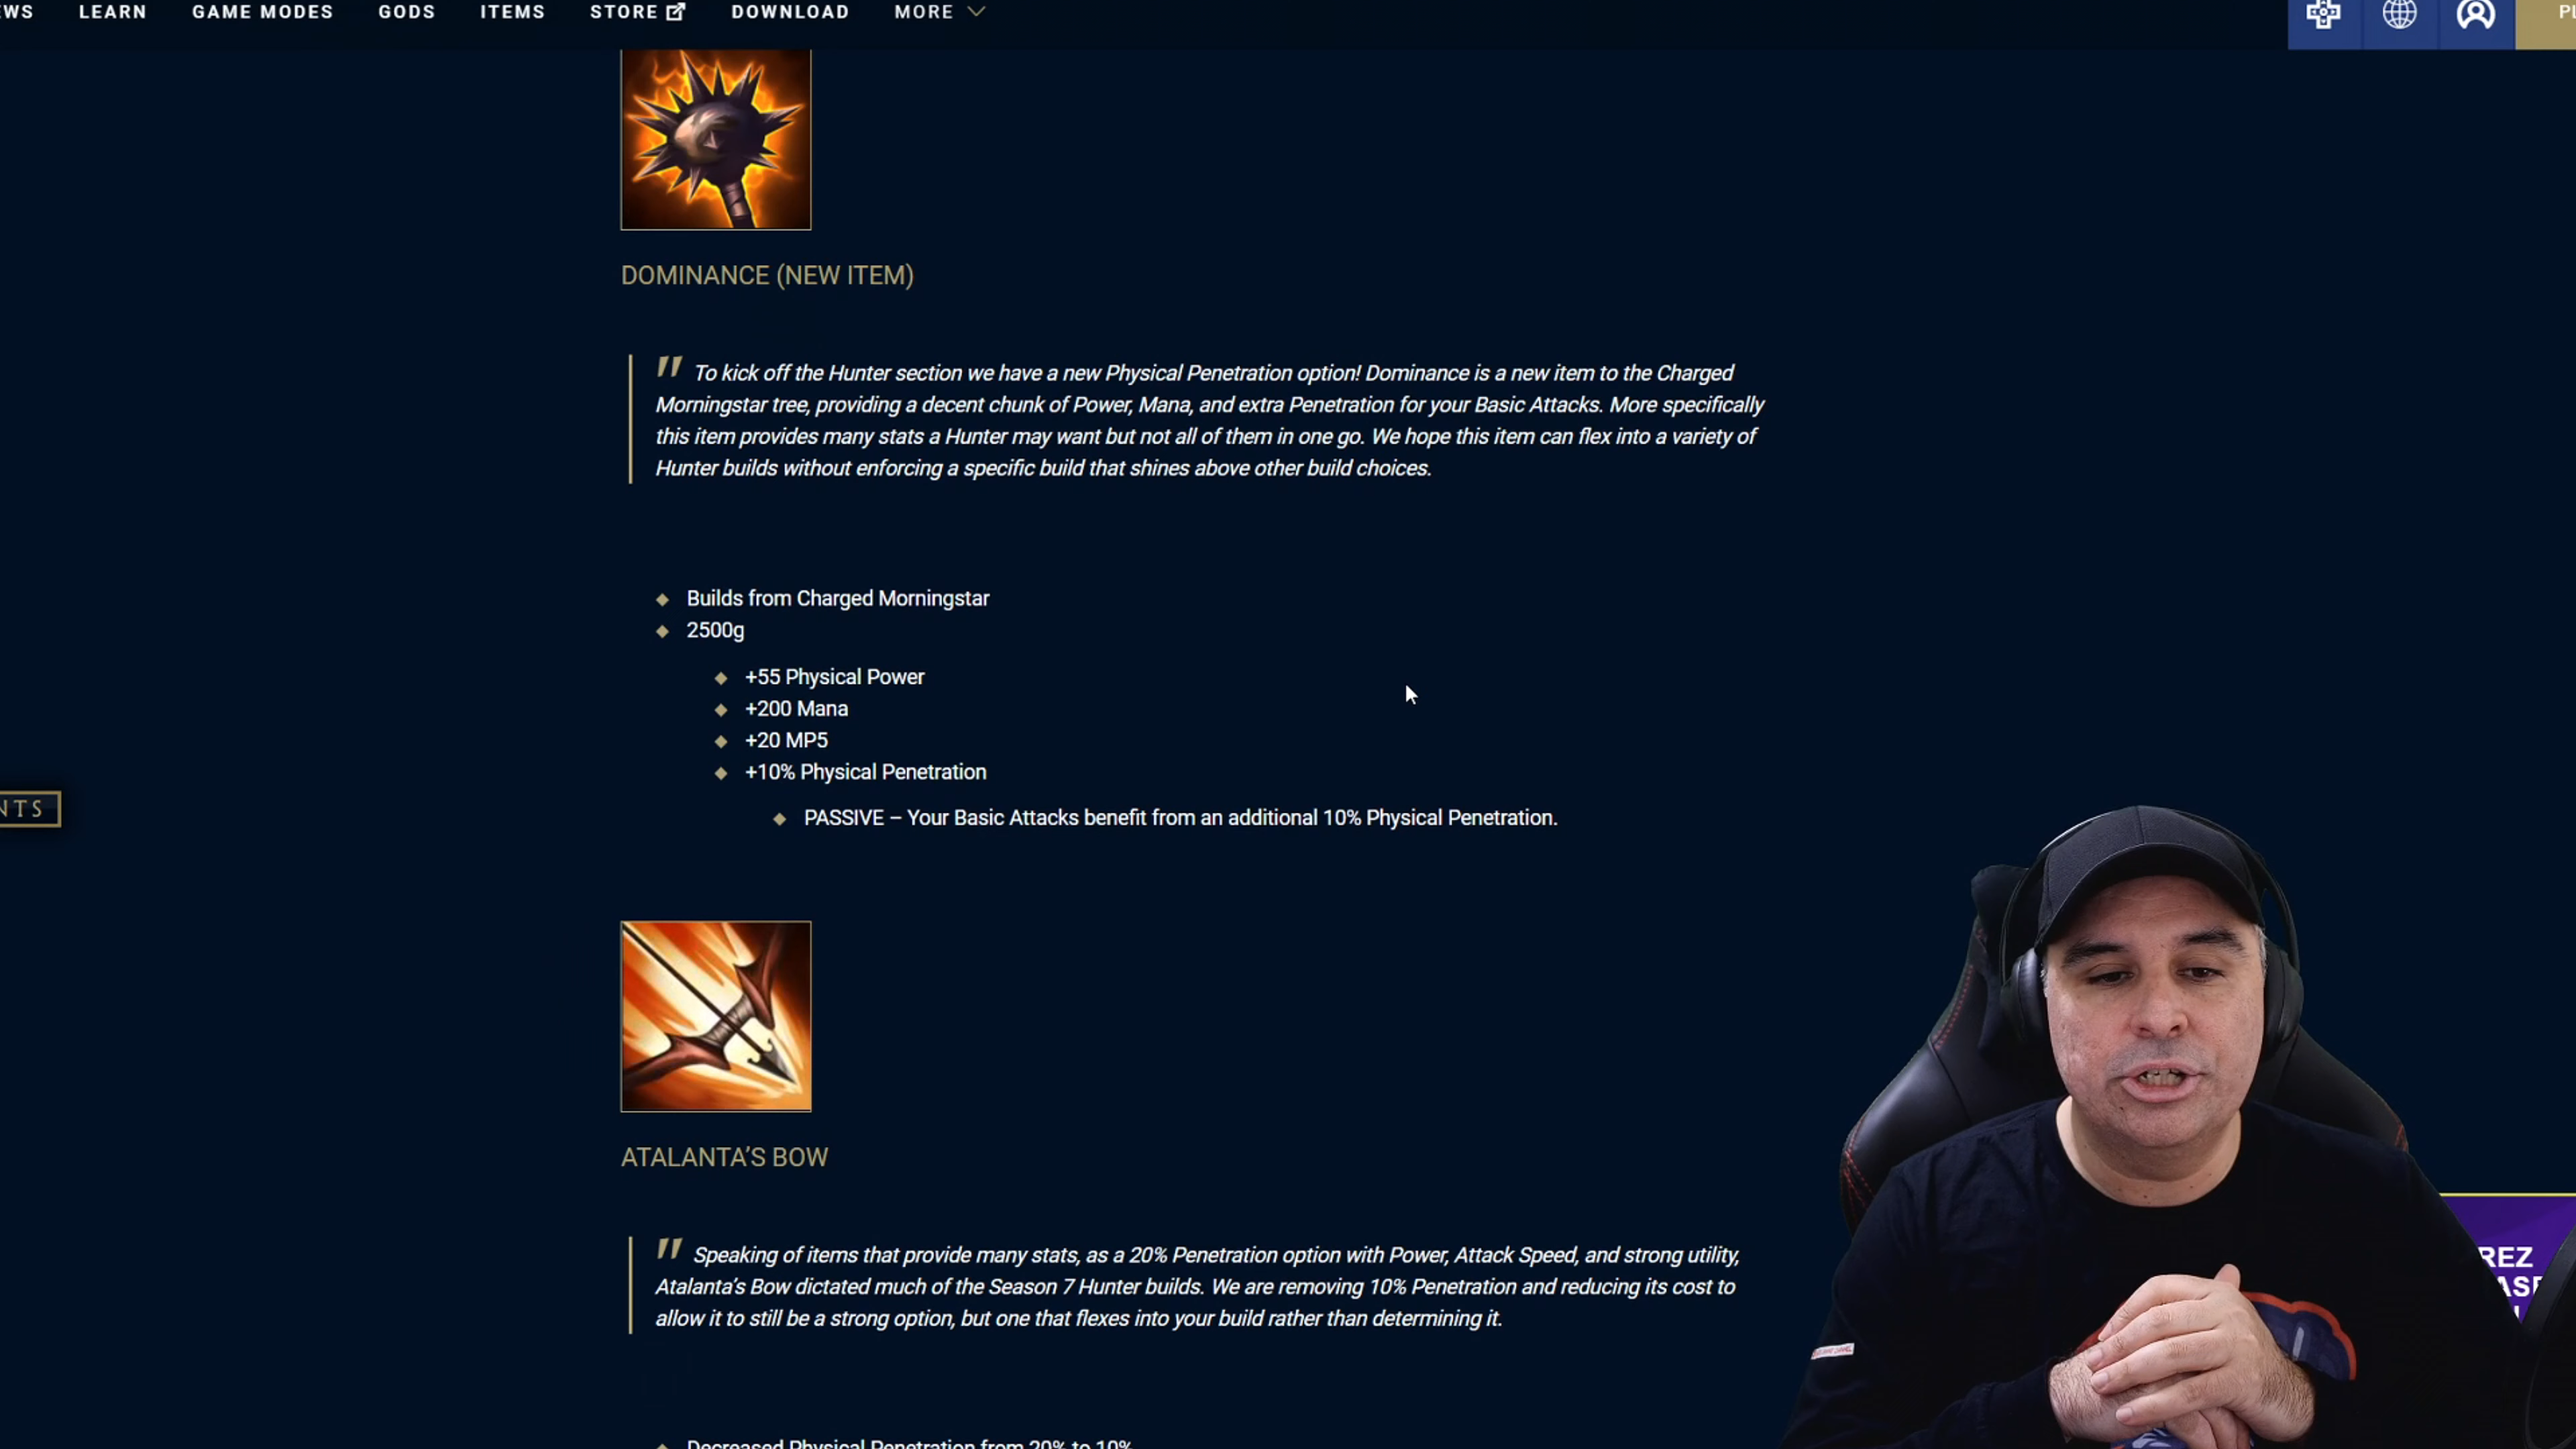 LEARN GAME MODES GODS ITEMS STORE DOWNLOAD MORE
DOMINANCE (NEW ITEM)
" To kick off the Hunter section we have a new Physical Penetration option! Dominance is a new item to the Charged
Morningstar tree, providing a decent chunk of Power, Mana, and extra Penetration for your Basic Attacks. More specifically
this item provides many stats a Hunter may want but not all of them in one go. We hope this item can flex into a variety of
Hunter builds without enforcing a specific build that shines above other build choices.
Builds from Charged Morningstar
2500g
+55 Physical Power
+200 Mana
+20 MP5
+10% Physical Penetration
PASSIVE – Your Basic Attacks benefit from an additional 10% Physical Penetration.
ATALANTA'S BOW
" Speaking of items that provide many stats, as a 20% Penetration option with Power, Attack Speed, and strong utility,
Atalanta's Bow dictated much of the Season 7 Hunter builds. We are removing 10% Penetration and reducing its cost to
allow it to still be a strong option, but one that flexes into your build rather than determining it.
Decreased Physical Penetration from 20% to 10%